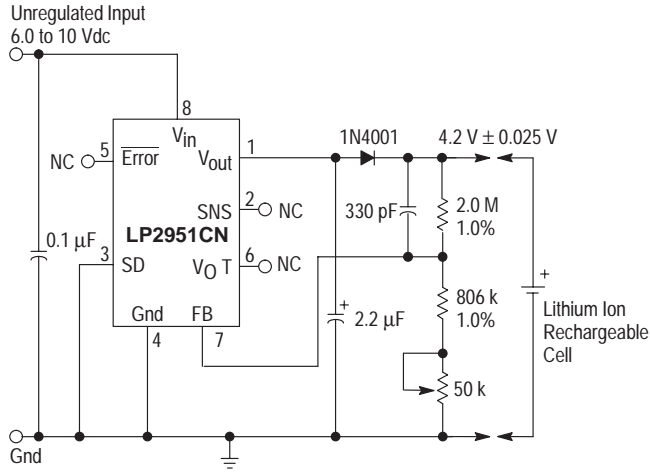 Unregulated Input
6.0 to 10 Vdc
8
Vin
5
NC
Error
Vout
1
1N4001
4.2 V ± 0.025 V
SNS
2
NC
330 pF
2.0 M
1.0%
LP2951CN
0.1 µF
3
SD
VO T
6
NC
806 k
1.0%
Gnd
FB
4
7
+
2.2 µF
+
Lithium Ion
Rechargeable
Cell
50 k
Gnd